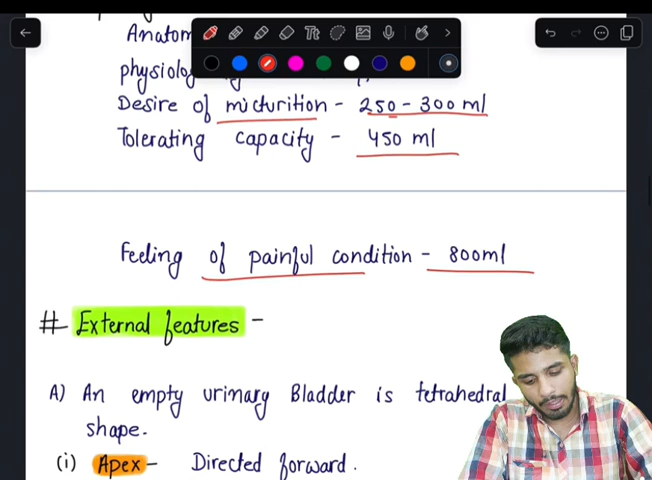 Anatom
physiolog
Desire of micturition - 250 - 300 ml
Tolerating capacity - 450 ml
Feeling of painful condition - 800ml
# External features -
A) An empty urinary Bladder is tetrahedral
shape.
(i) Apex - Directed forward.